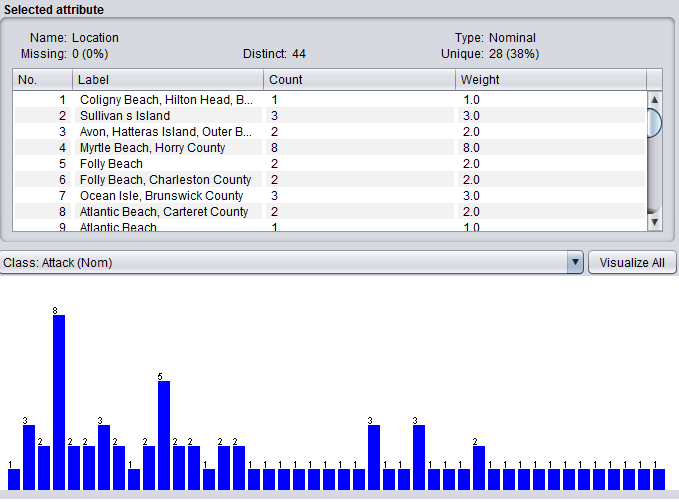 Selected attribute
Name: Location Type: Nominal
Missing: 0 (0%) Distinct: 44 Unique: 28 (38%)
No. Label Count Weight
1 Coligny Beach, Hilton Head, B... 1 1.0
2 Sullivan s Island 3 3.0
3 Avon, Hatteras Island, Outer B... 2 2.0
4 Myrtle Beach, Horry County 8 8.0
5 Folly Beach 2 2.0
6 Folly Beach, Charleston County 2 2.0
7 Ocean Isle, Brunswick County 3 3.0
8 Atlantic Beach, Carteret County 2 2.0
9 Atlantic Beach 1 1.0
Class: Attack (Nom) Visualize All
1 3 2 8 2 2 3 2 1 2 5 2 2 1 2 2 1 1 1 1 1 1 1 1 3 1 1 3 1 1 1 2 1 1 1 1 1 1 1 1 1 1 1 1